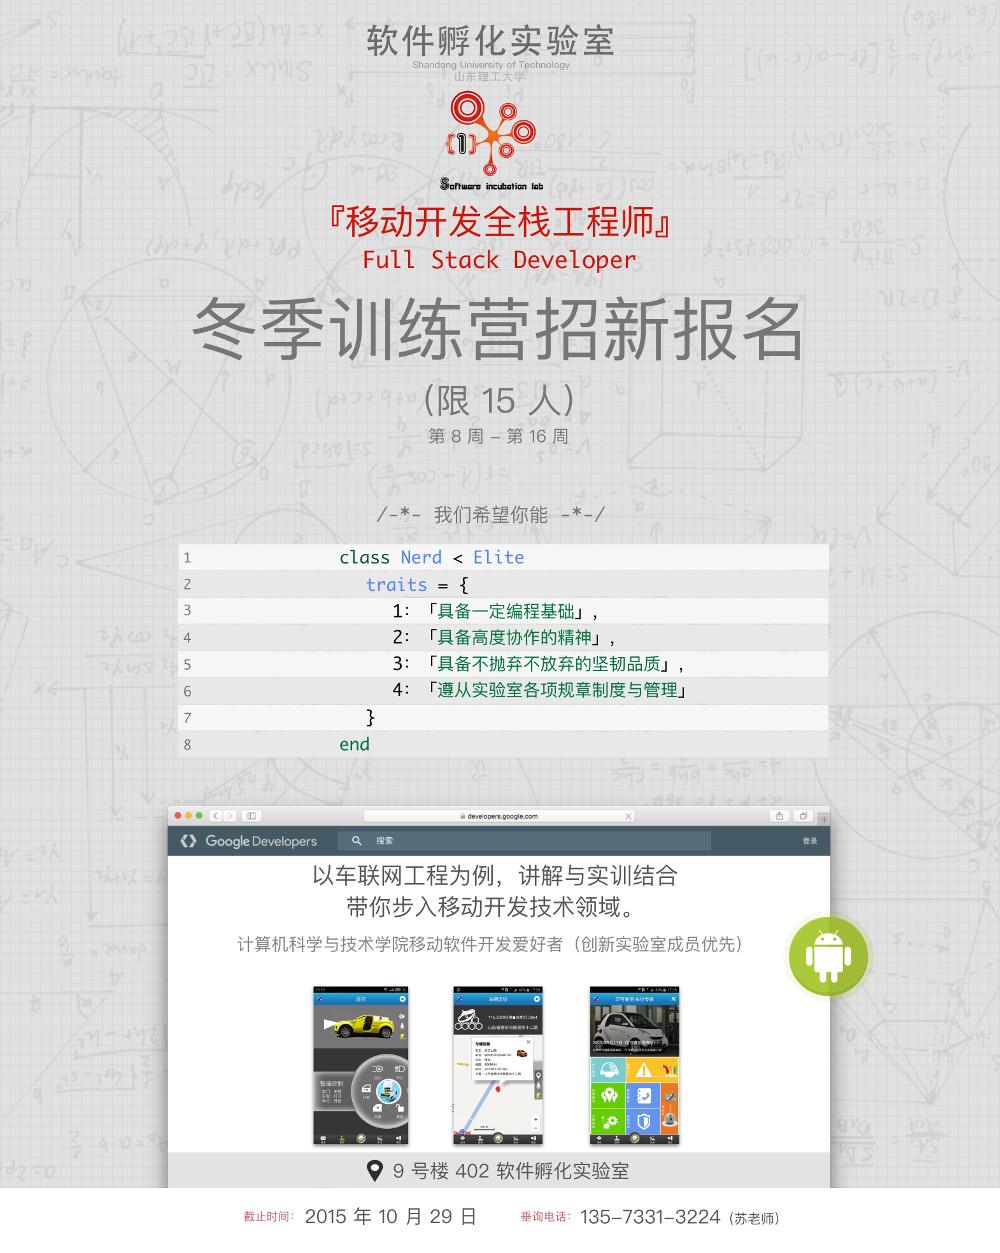 软件孵化实验室
Shandong University of Technology
山东理工大学
[1]
Software incubation lab
『移动开发全栈工程师』
Full Stack Developer
冬季训练营招新报名
(限 15 人)
第 8 周 - 第 16 周
/-*- 我们希望你能 -*-/
1 class Nerd < Elite
2 traits = {
3 1: 「具备一定编程基础」,
4 2: 「具备高度协作的精神」,
5 3: 「具备不抛弃不放弃的坚韧品质」,
6 4: 「遵从实验室各项规章制度与管理」
7 }
8 end
developers.google.com
Google Developers 搜索 登录
以车联网工程为例，讲解与实训结合
带你步入移动开发技术领域。
计算机科学与技术学院移动软件开发爱好者（创新实验室成员优先）
车辆定位
智能控制
9 号楼 402 软件孵化实验室
截止时间： 2015 年 10 月 29 日 垂询电话： 135-7331-3224 (苏老师)